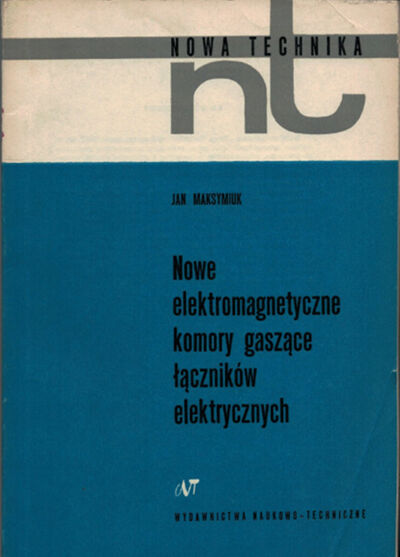 NOWA TECHNIKA
nt
JAN MAKSYMIUK
Nowe
elektromagnetyczne
komory gaszące
łączników
elektrycznych
WNT
WYDAWNICTWA NAUKOWO-TECHNICZNE